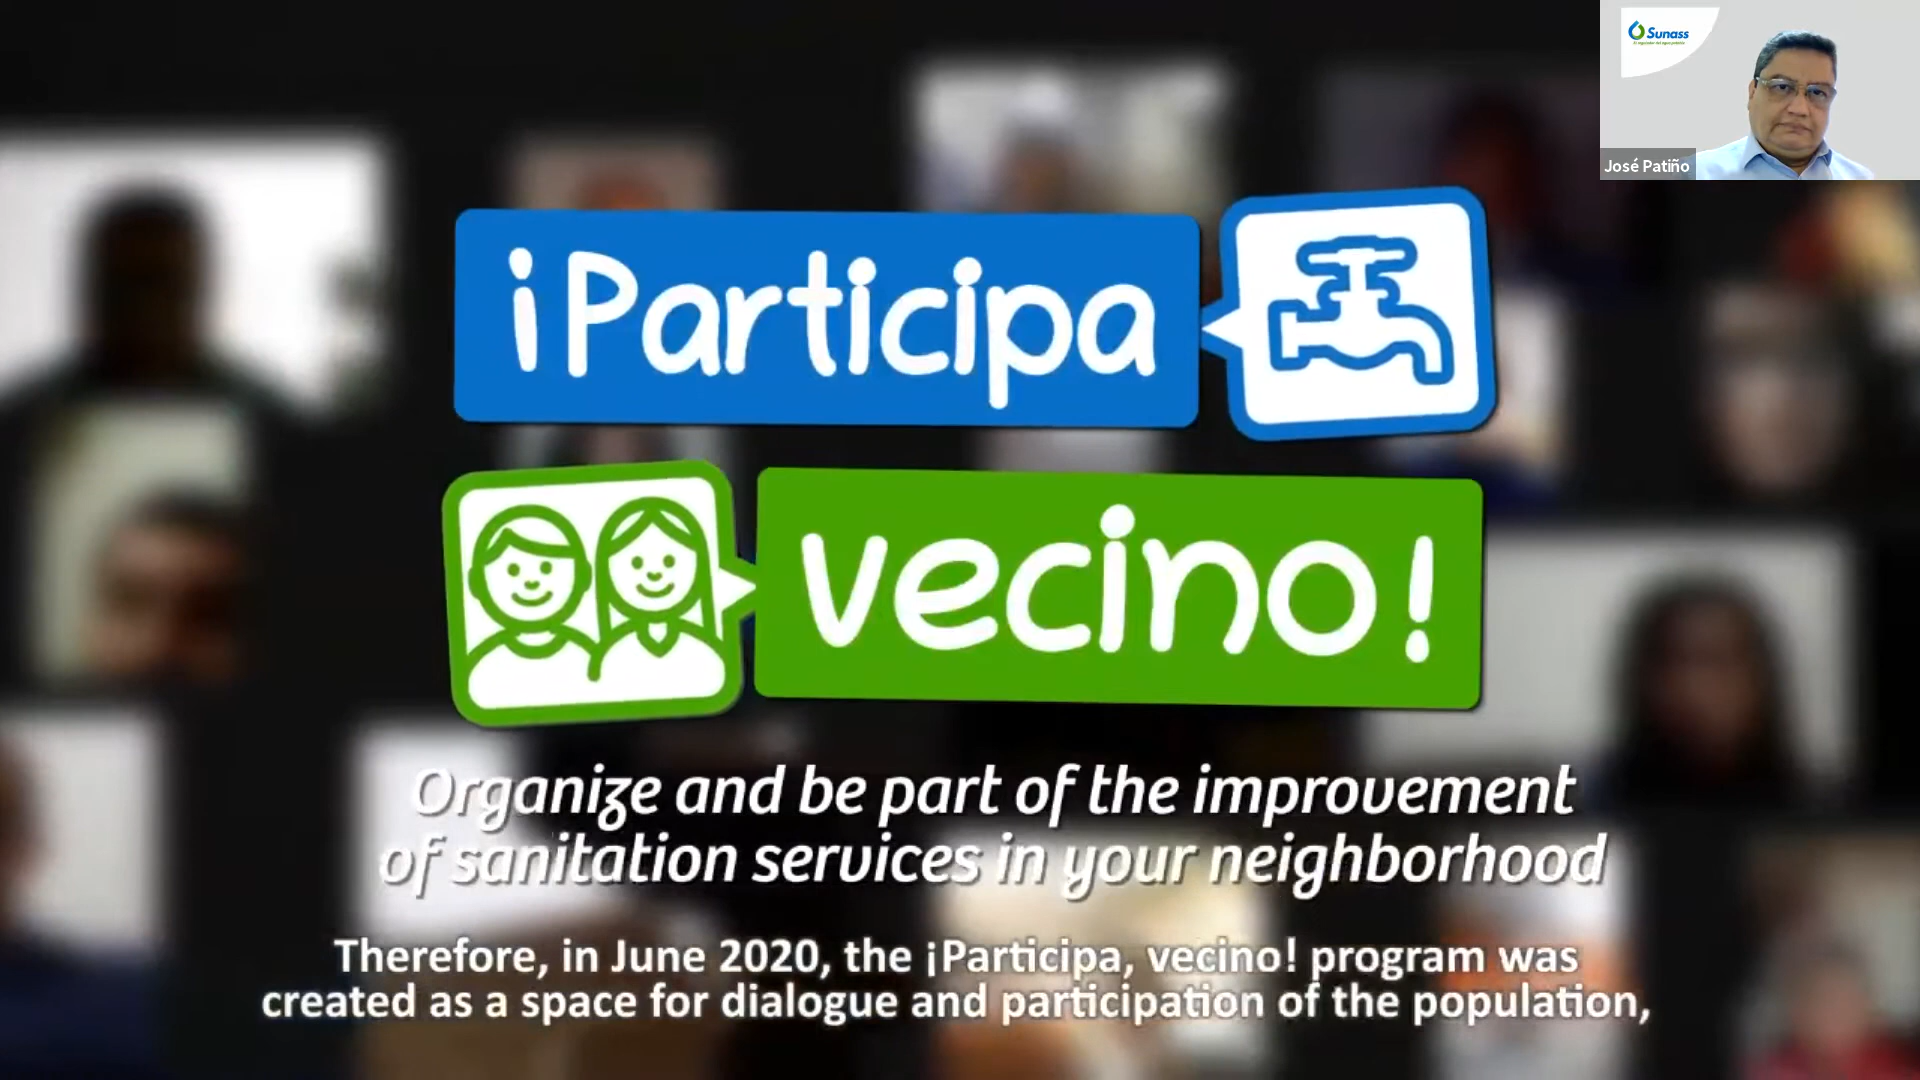 Sunass
José Patiño
¡Participa
vecino!
Organize and be part of the improvement
of sanitation services in your neighborhood
Therefore, in June 2020, the ¡Participa, vecino! program was
created as a space for dialogue and participation of the population,